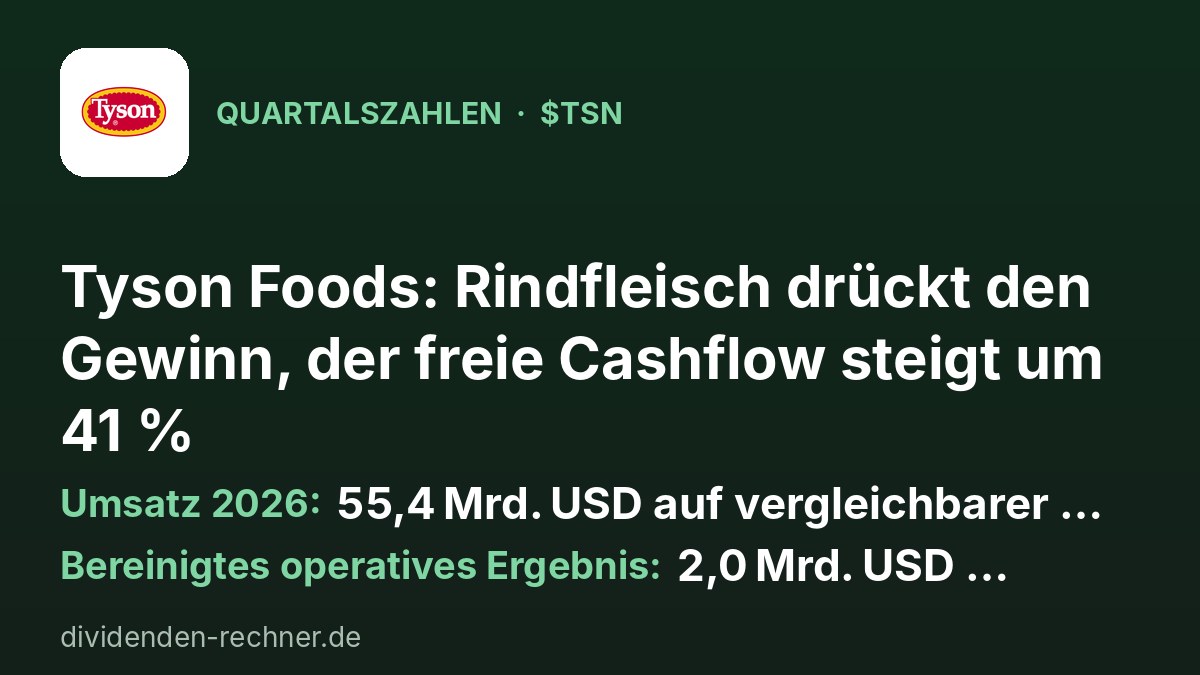 Tyson
QUARTALSZAHLEN · $TSN
Tyson Foods: Rindfleisch drückt den
Gewinn, der freie Cashflow steigt um
41 %
Umsatz 2026: 55,4 Mrd. USD auf vergleichbarer …
Bereinigtes operatives Ergebnis: 2,0 Mrd. USD …
dividenden-rechner.de